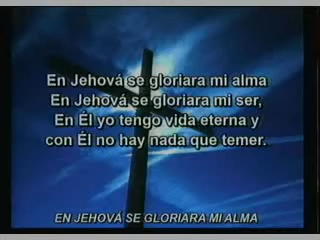 En Jehová se gloriara mi alma
En Jehová se gloriara mi ser,
En Él yo tengo vida eterna y
con Él no hay nada que temer.
EN JEHOVÁ SE GLORIARA MI ALMA